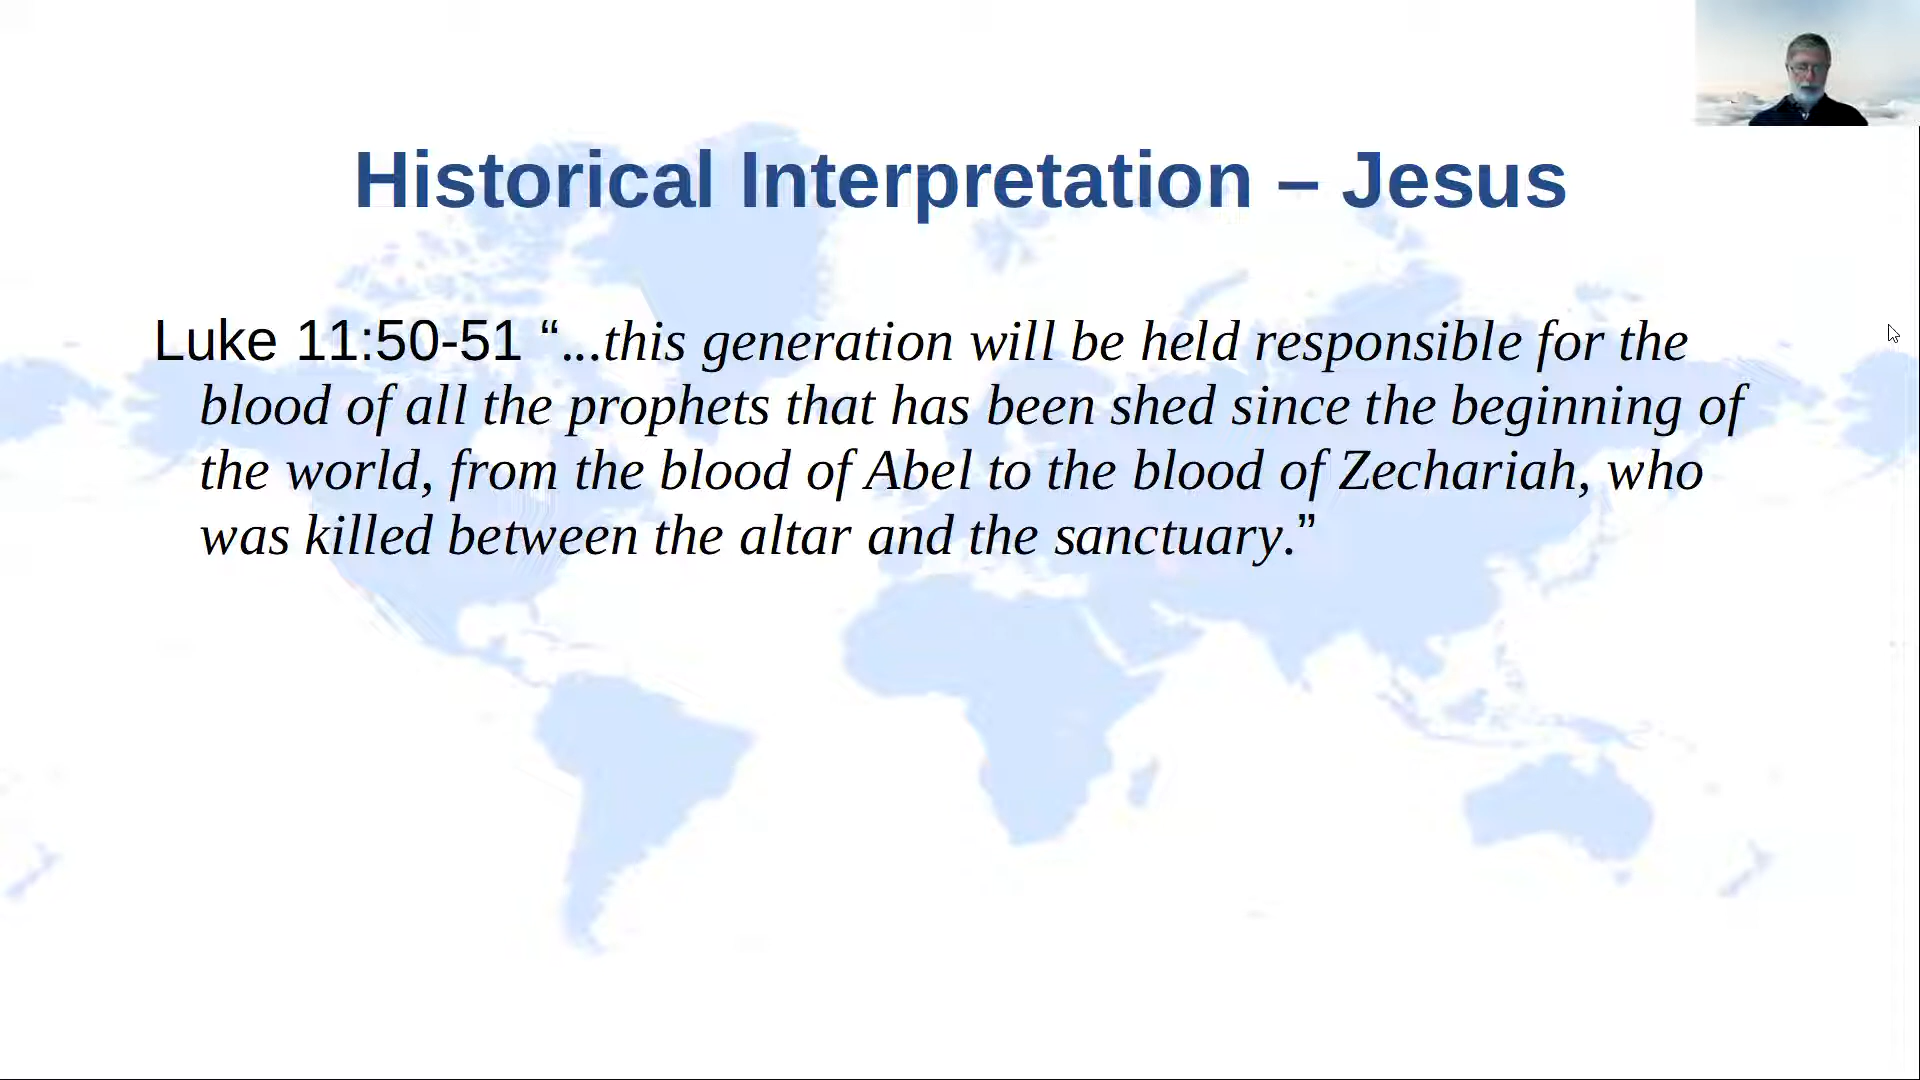 Historical Interpretation – Jesus
Luke 11:50-51 “...this generation will be held responsible for the
blood of all the prophets that has been shed since the beginning of
the world, from the blood of Abel to the blood of Zechariah, who
was killed between the altar and the sanctuary.”